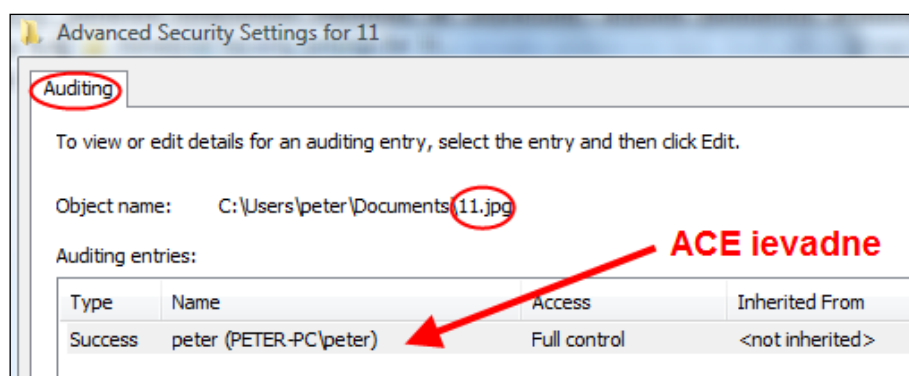 Advanced Security Settings for 11
Auditing
To view or edit details for an auditing entry, select the entry and then click Edit.
Object name: C:\Users\peter\Documents\11.jpg
ACE ievadne
Auditing entries:
Type Name Access Inherited From
Success peter (PETER-PC\peter) Full control <not inherited>